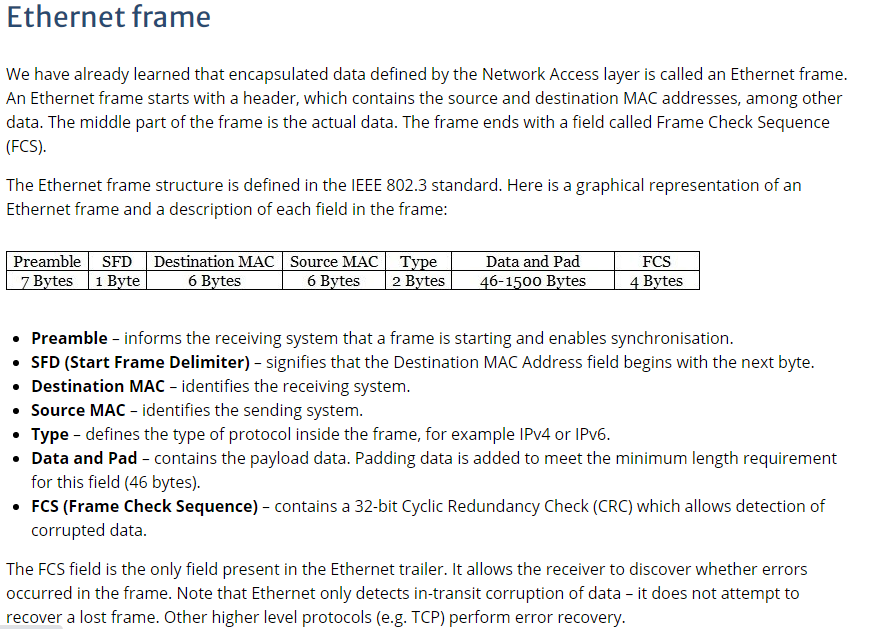 Ethernet frame
We have already learned that encapsulated data defined by the Network Access layer is called an Ethernet frame.
An Ethernet frame starts with a header, which contains the source and destination MAC addresses, among other
data. The middle part of the frame is the actual data. The frame ends with a field called Frame Check Sequence
(FCS).
The Ethernet frame structure is defined in the IEEE 802.3 standard. Here is a graphical representation of an
Ethernet frame and a description of each field in the frame:
Preamble SFD Destination MAC Source MAC Type Data and Pad FCS
7 Bytes 1 Byte 6 Bytes 6 Bytes 2 Bytes 46-1500 Bytes 4 Bytes
• Preamble – informs the receiving system that a frame is starting and enables synchronisation.
• SFD (Start Frame Delimiter) – signifies that the Destination MAC Address field begins with the next byte.
• Destination MAC – identifies the receiving system.
• Source MAC – identifies the sending system.
• Type – defines the type of protocol inside the frame, for example IPv4 or IPv6.
• Data and Pad – contains the payload data. Padding data is added to meet the minimum length requirement
for this field (46 bytes).
• FCS (Frame Check Sequence) – contains a 32-bit Cyclic Redundancy Check (CRC) which allows detection of
corrupted data.
The FCS field is the only field present in the Ethernet trailer. It allows the receiver to discover whether errors
occurred in the frame. Note that Ethernet only detects in-transit corruption of data – it does not attempt to
recover a lost frame. Other higher level protocols (e.g. TCP) perform error recovery.